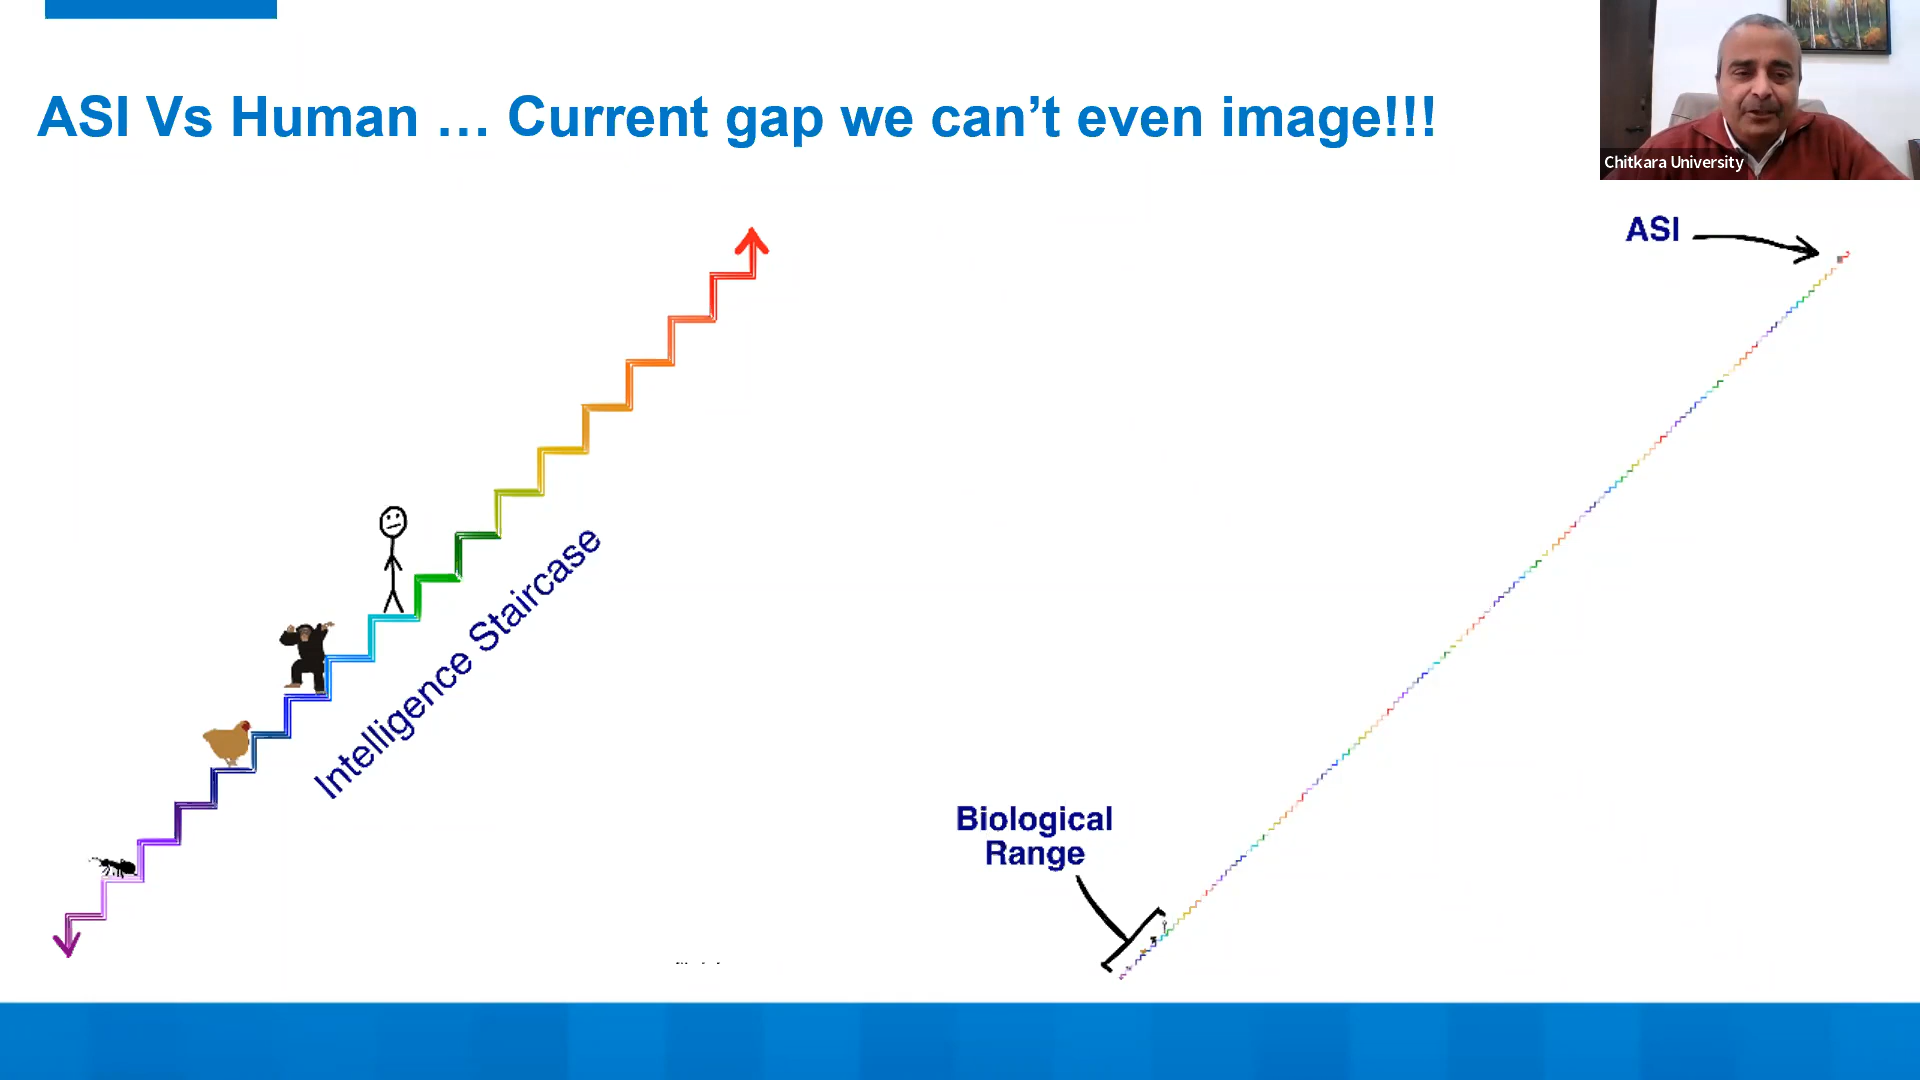 ASI Vs Human … Current gap we can’t even image!!!
Chitkara University
Intelligence Staircase
ASI
Biological
Range